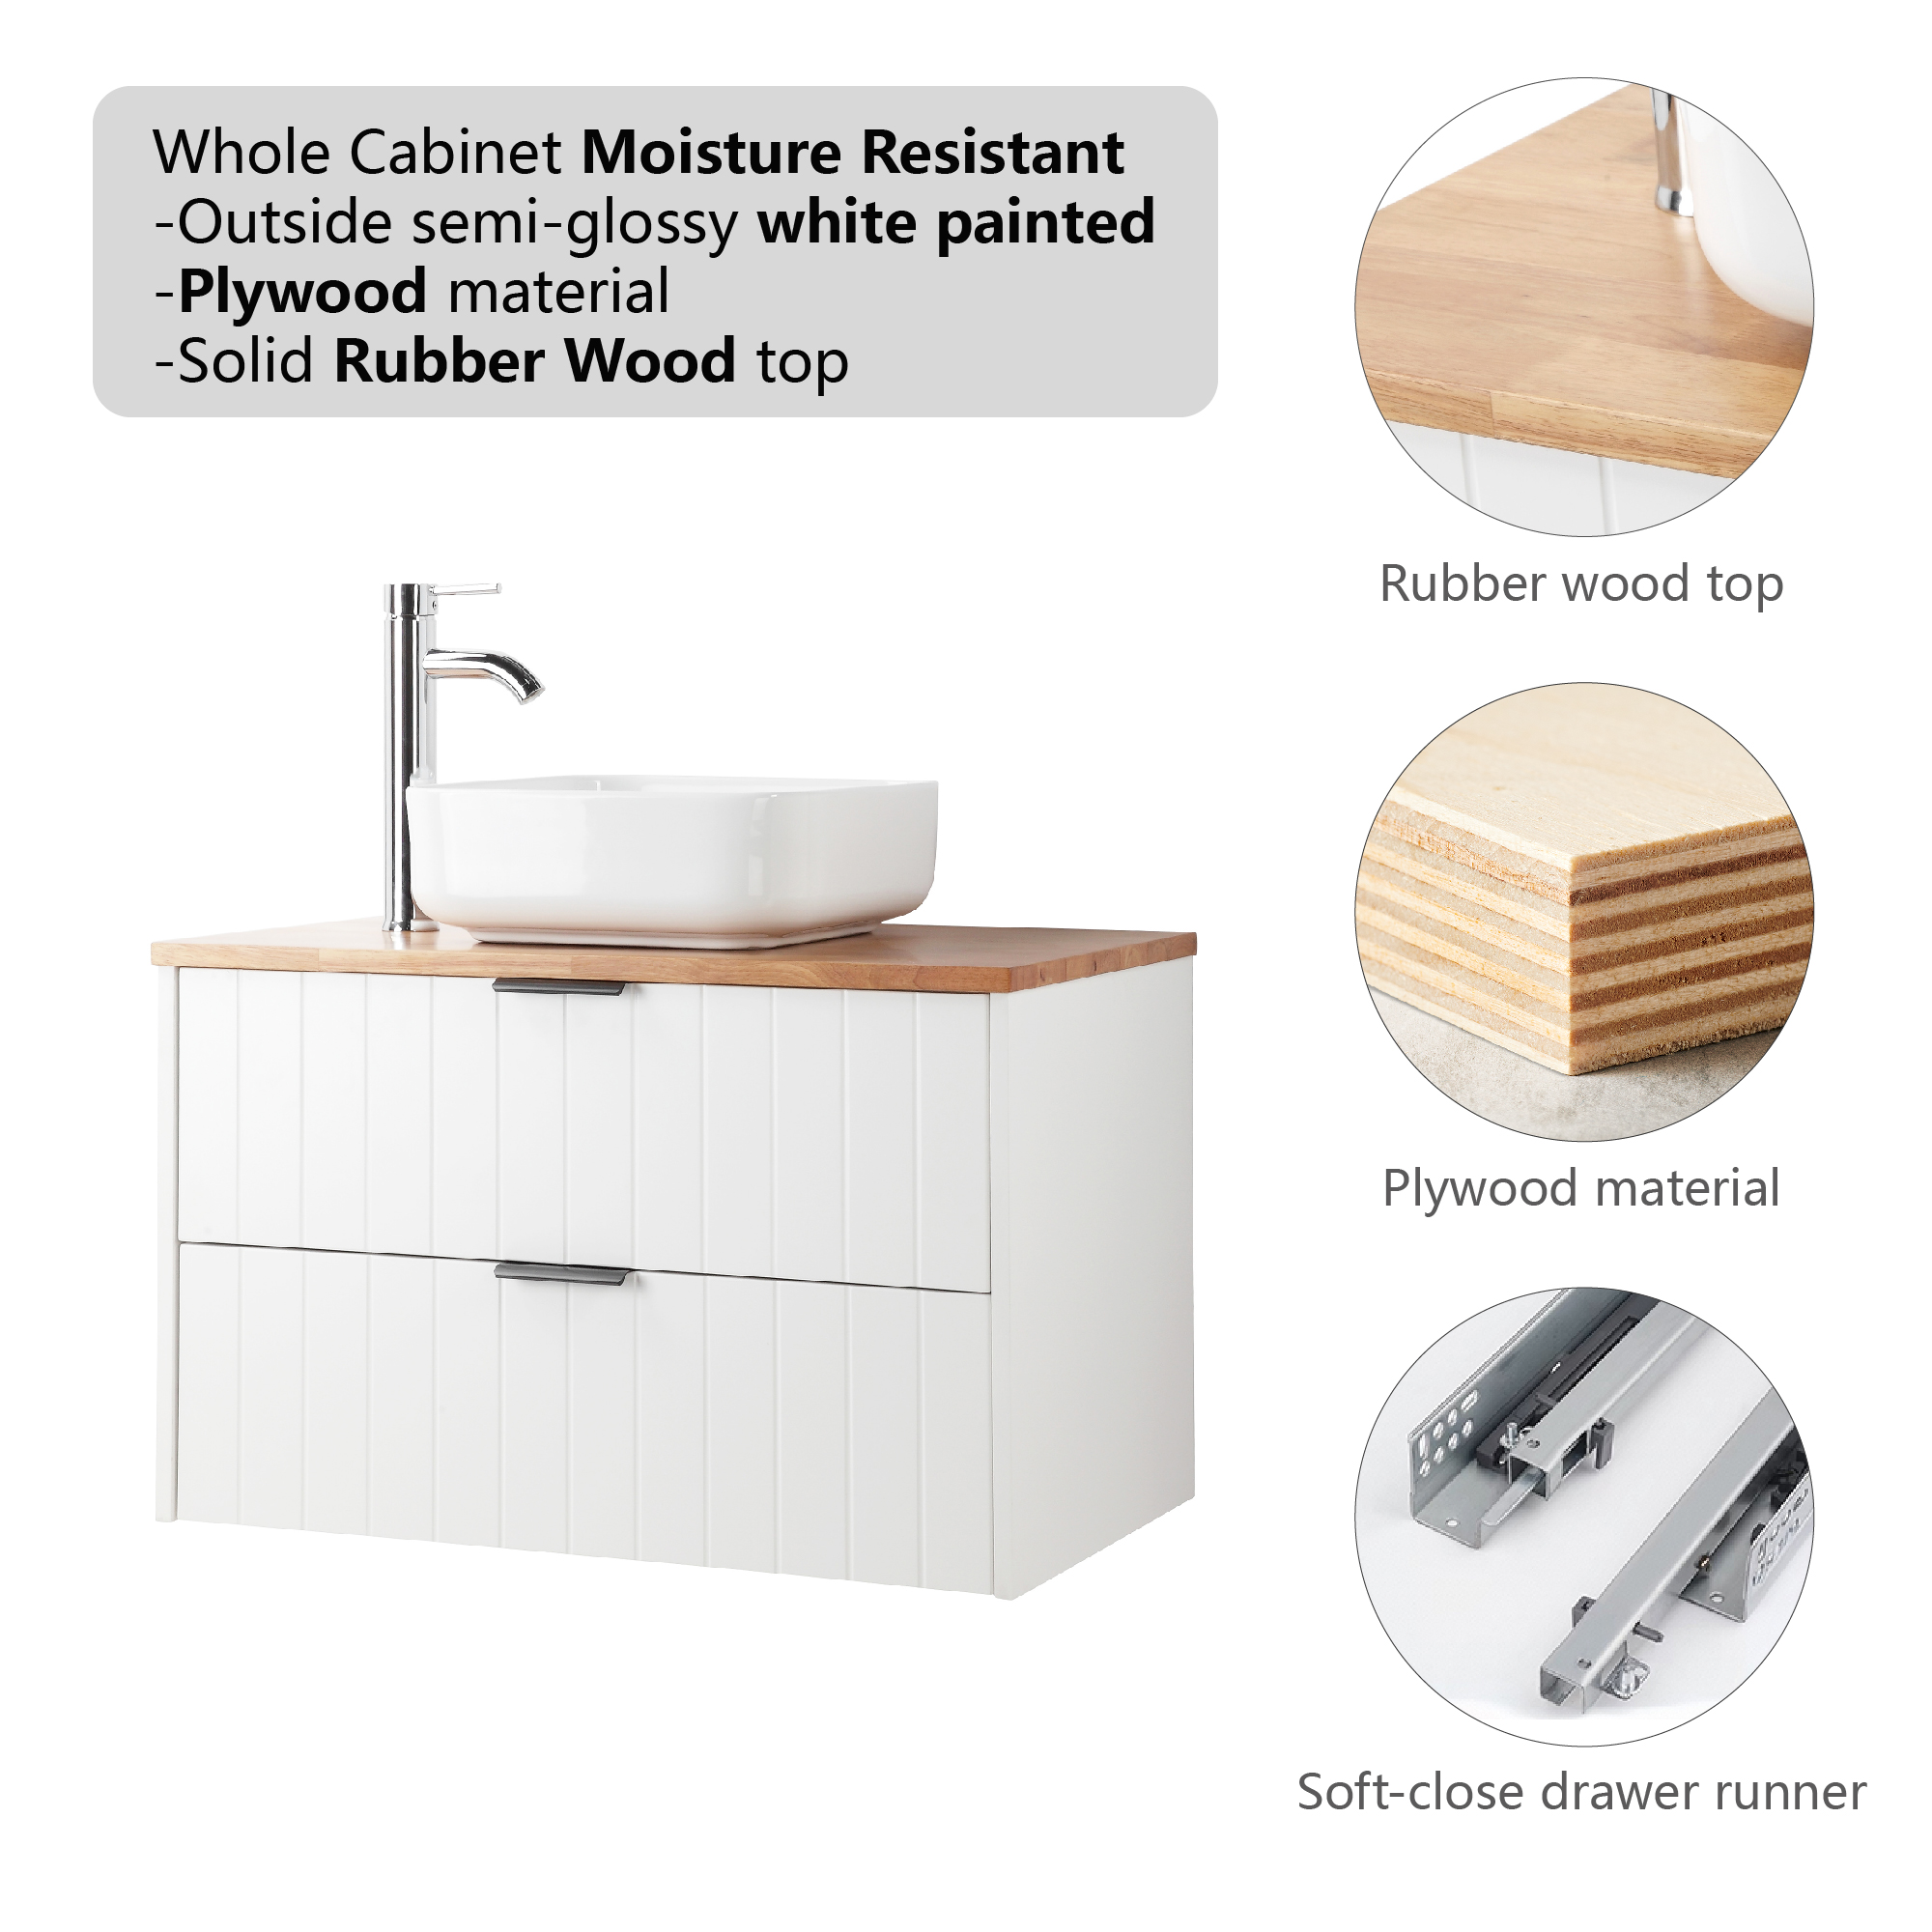 Whole Cabinet Moisture Resistant
-Outside semi-glossy white painted
-Plywood material
-Solid Rubber Wood top
Rubber wood top
Plywood material
Soft-close drawer runner